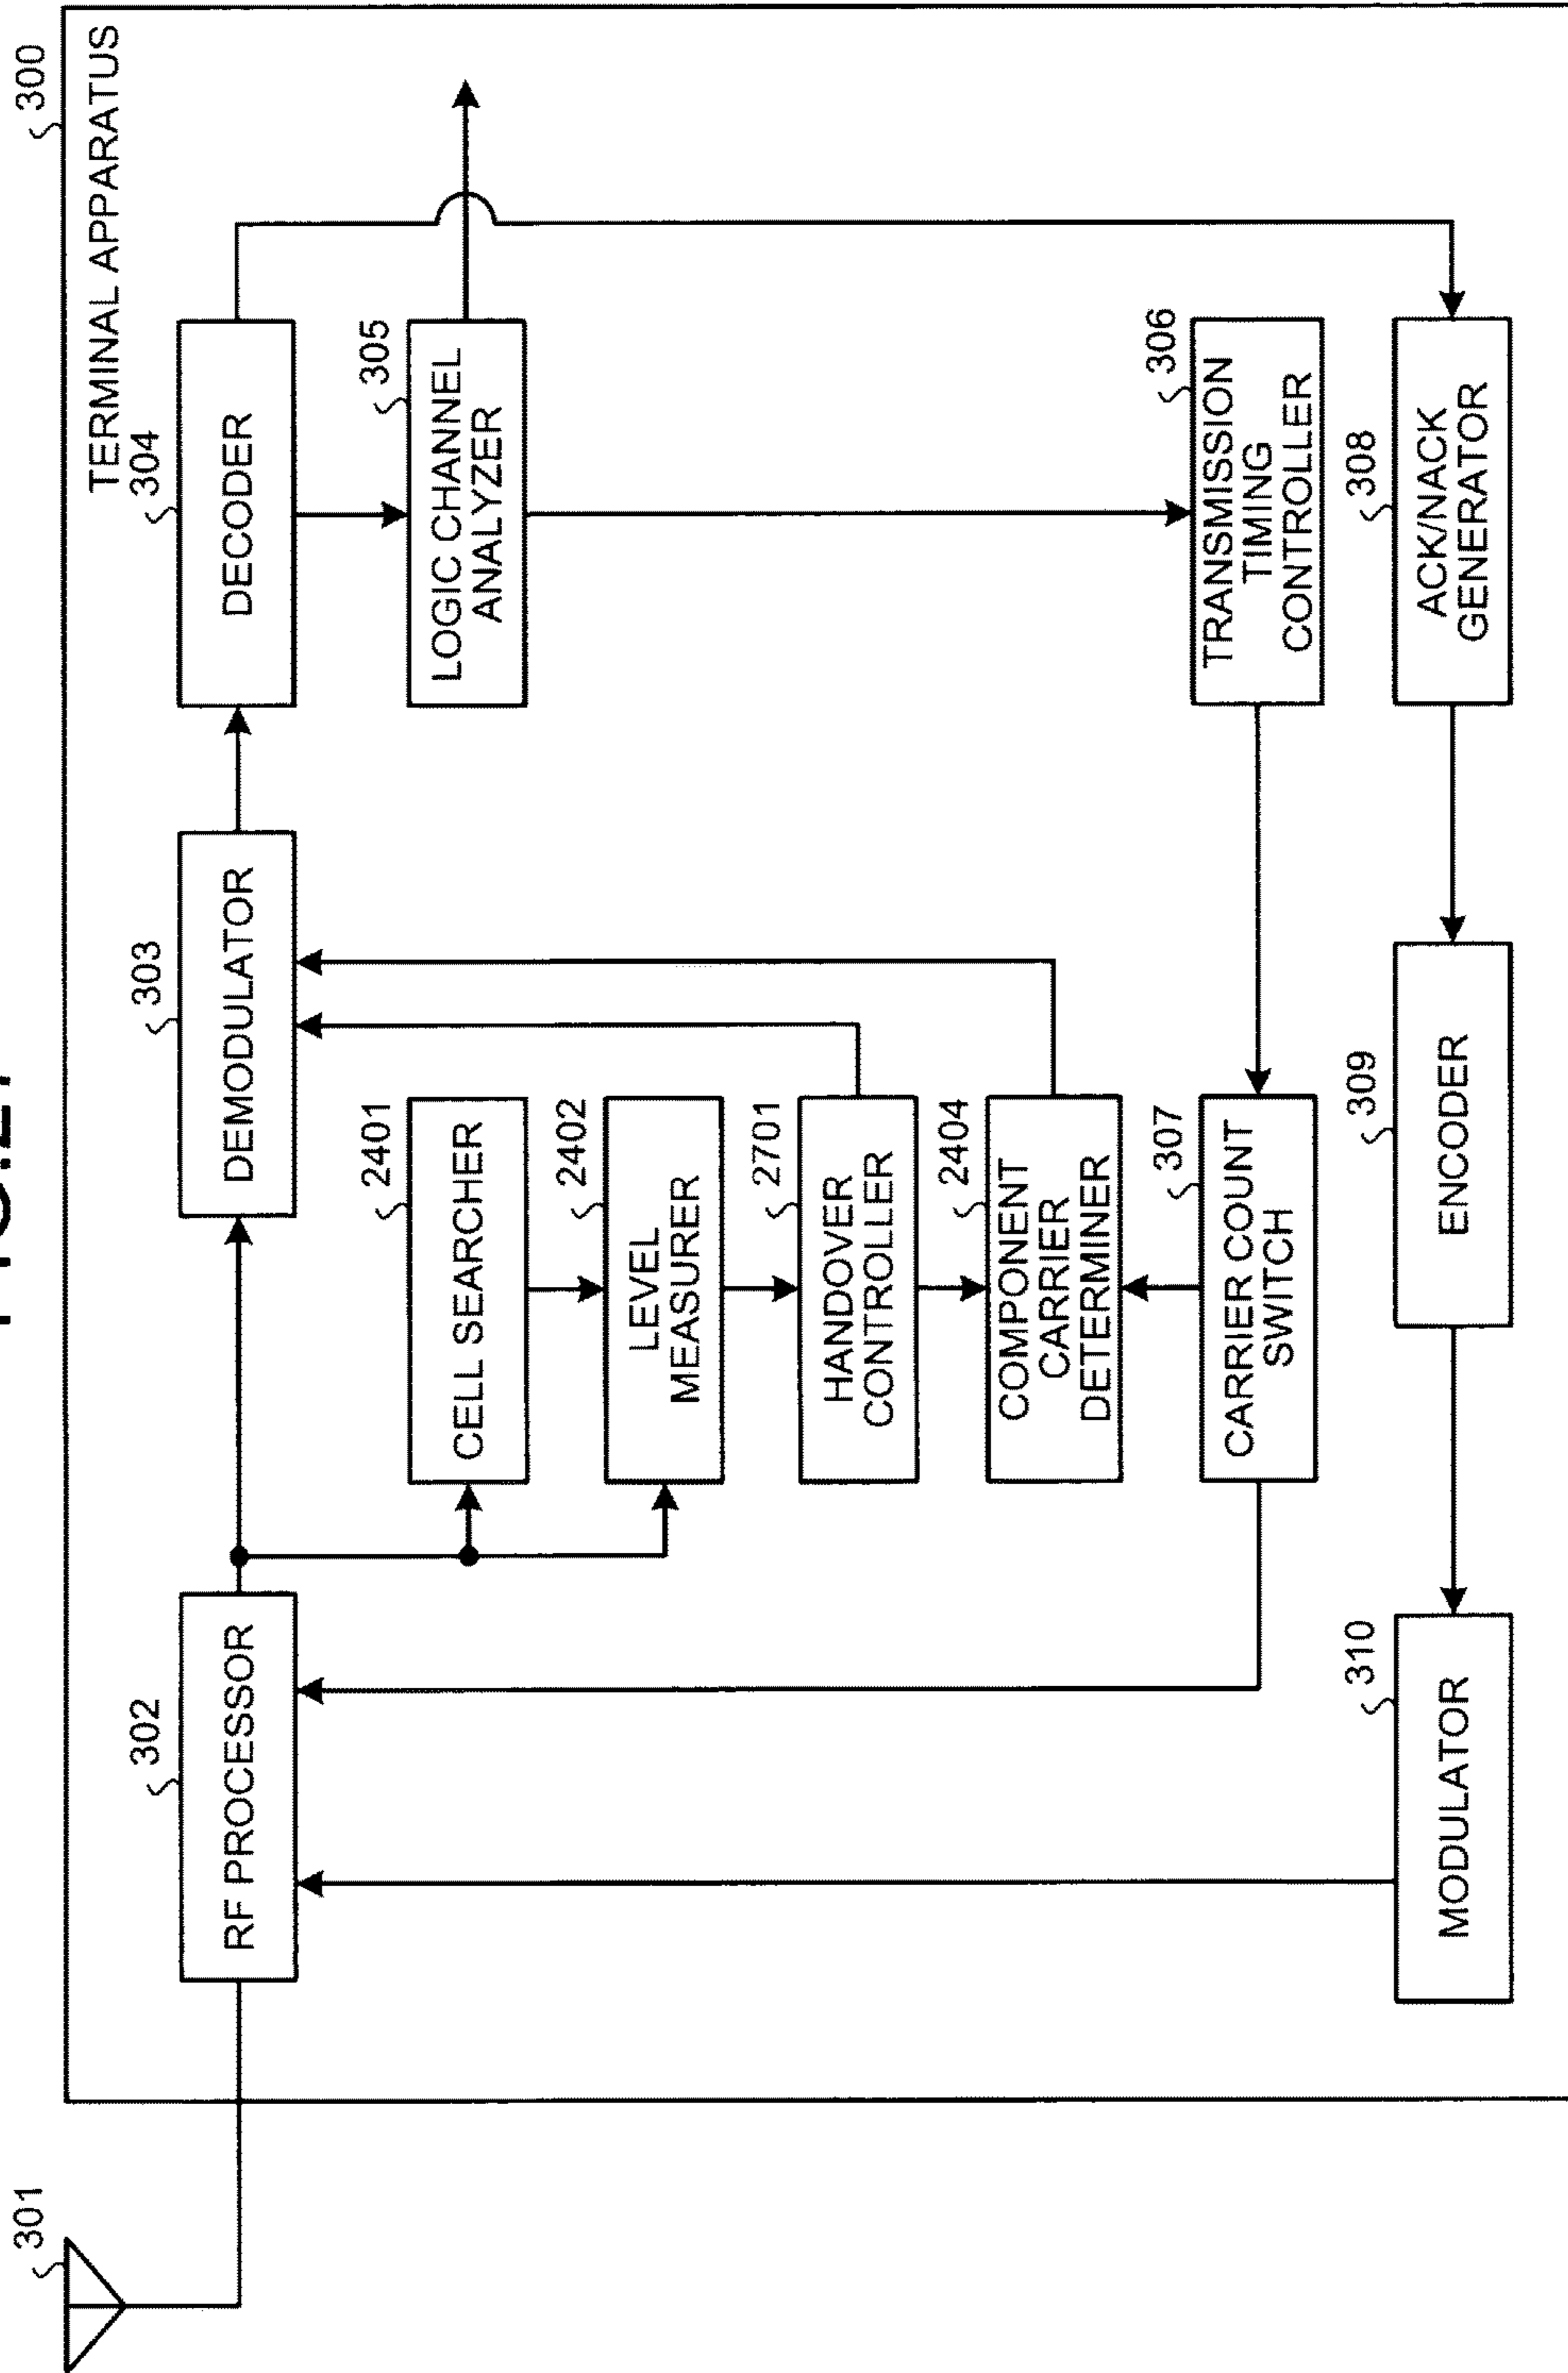 300
TERMINAL APPARATUS
301
302
RF PROCESSOR
303
DEMODULATOR
304
DECODER
2401
CELL SEARCHER
305
LOGIC CHANNEL
ANALYZER
2402
LEVEL
MEASURER
2701
HANDOVER
CONTROLLER
2404
COMPONENT
CARRIER
DETERMINER
307
CARRIER COUNT
SWITCH
306
TRANSMISSION
TIMING
CONTROLLER
310
MODULATOR
309
ENCODER
308
ACK/NACK
GENERATOR